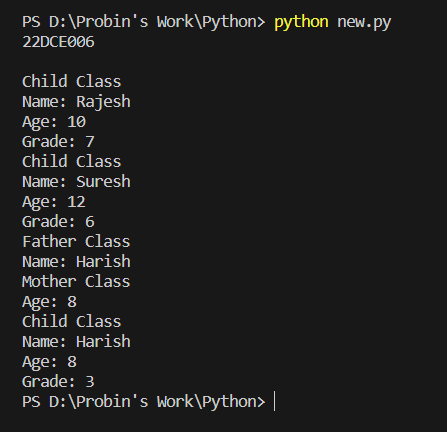 PS D:\Probin's Work\Python> python new.py
22DCE006

Child Class
Name: Rajesh
Age: 10
Grade: 7
Child Class
Name: Suresh
Age: 12
Grade: 6
Father Class
Name: Harish
Mother Class
Age: 8
Child Class
Name: Harish
Age: 8
Grade: 3
PS D:\Probin's Work\Python>